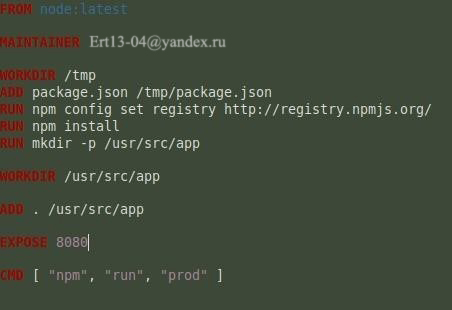 FROM node:latest
MAINTAINER Ert13-04@yandex.ru
WORKDIR /tmp
ADD package.json /tmp/package.json
RUN npm config set registry http://registry.npmjs.org/
RUN npm install
RUN mkdir -p /usr/src/app
WORKDIR /usr/src/app
ADD . /usr/src/app
EXPOSE 8080
CMD [ "npm", "run", "prod" ]